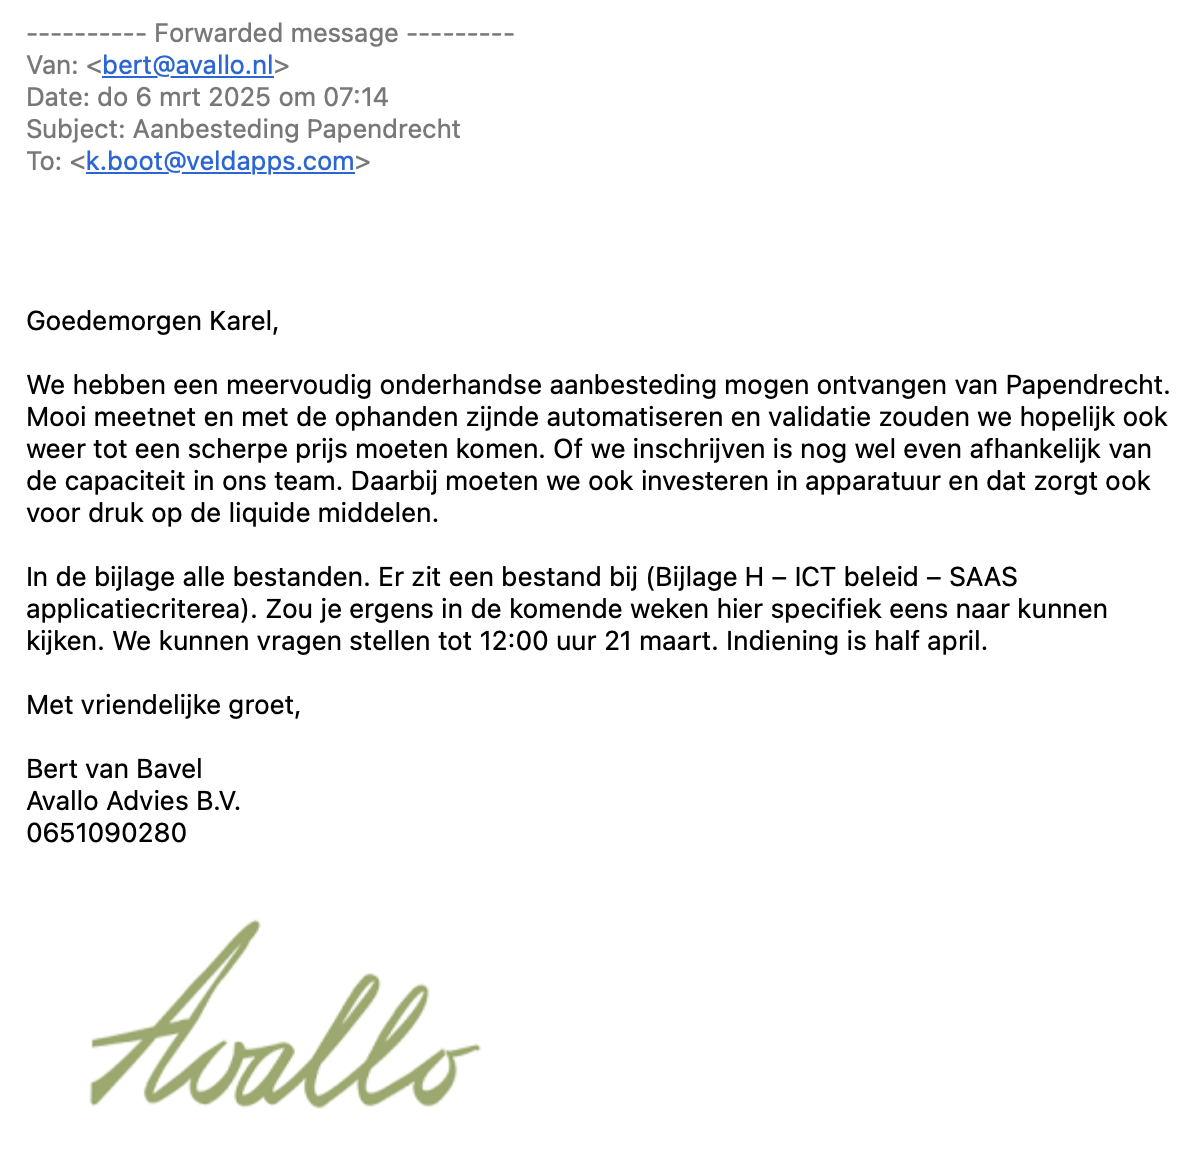 ---------- Forwarded message ---------
Van: <bert@avallo.nl>
Date: do 6 mrt 2025 om 07:14
Subject: Aanbesteding Papendrecht
To: <k.boot@veldapps.com>
Goedemorgen Karel,
We hebben een meervoudig onderhandse aanbesteding mogen ontvangen van Papendrecht.
Mooi meetnet en met de ophanden zijnde automatiseren en validatie zouden we hopelijk ook
weer tot een scherpe prijs moeten komen. Of we inschrijven is nog wel even afhankelijk van
de capaciteit in ons team. Daarbij moeten we ook investeren in apparatuur en dat zorgt ook
voor druk op de liquide middelen.
In de bijlage alle bestanden. Er zit een bestand bij (Bijlage H – ICT beleid – SAAS
applicatiecriterea). Zou je ergens in de komende weken hier specifiek eens naar kunnen
kijken. We kunnen vragen stellen tot 12:00 uur 21 maart. Indiening is half april.
Met vriendelijke groet,
Bert van Bavel
Avallo Advies B.V.
0651090280
Avallo